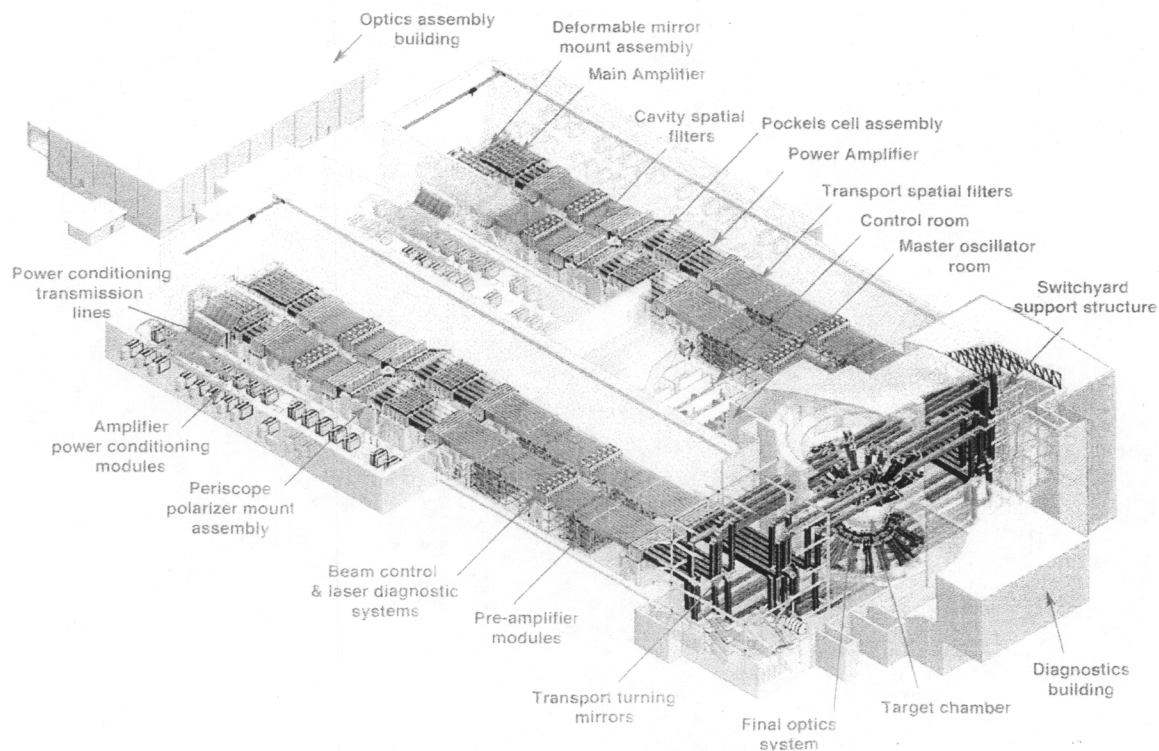 Optics assembly
building
Deformable mirror
mount assembly
Main Amplifier
Cavity spatial
filters
Pockels cell assembly
Power Amplifier
Transport spatial filters
Control room
Master oscillator
room
Switchyard
support structure
Power conditioning
transmission
lines
Amplifier
power conditioning
modules
Periscope
polarizer mount
assembly
Beam control
& laser diagnostic
systems
Pre-amplifier
modules
Transport turning
mirrors
Final optics
system
Target chamber
Diagnostics
building